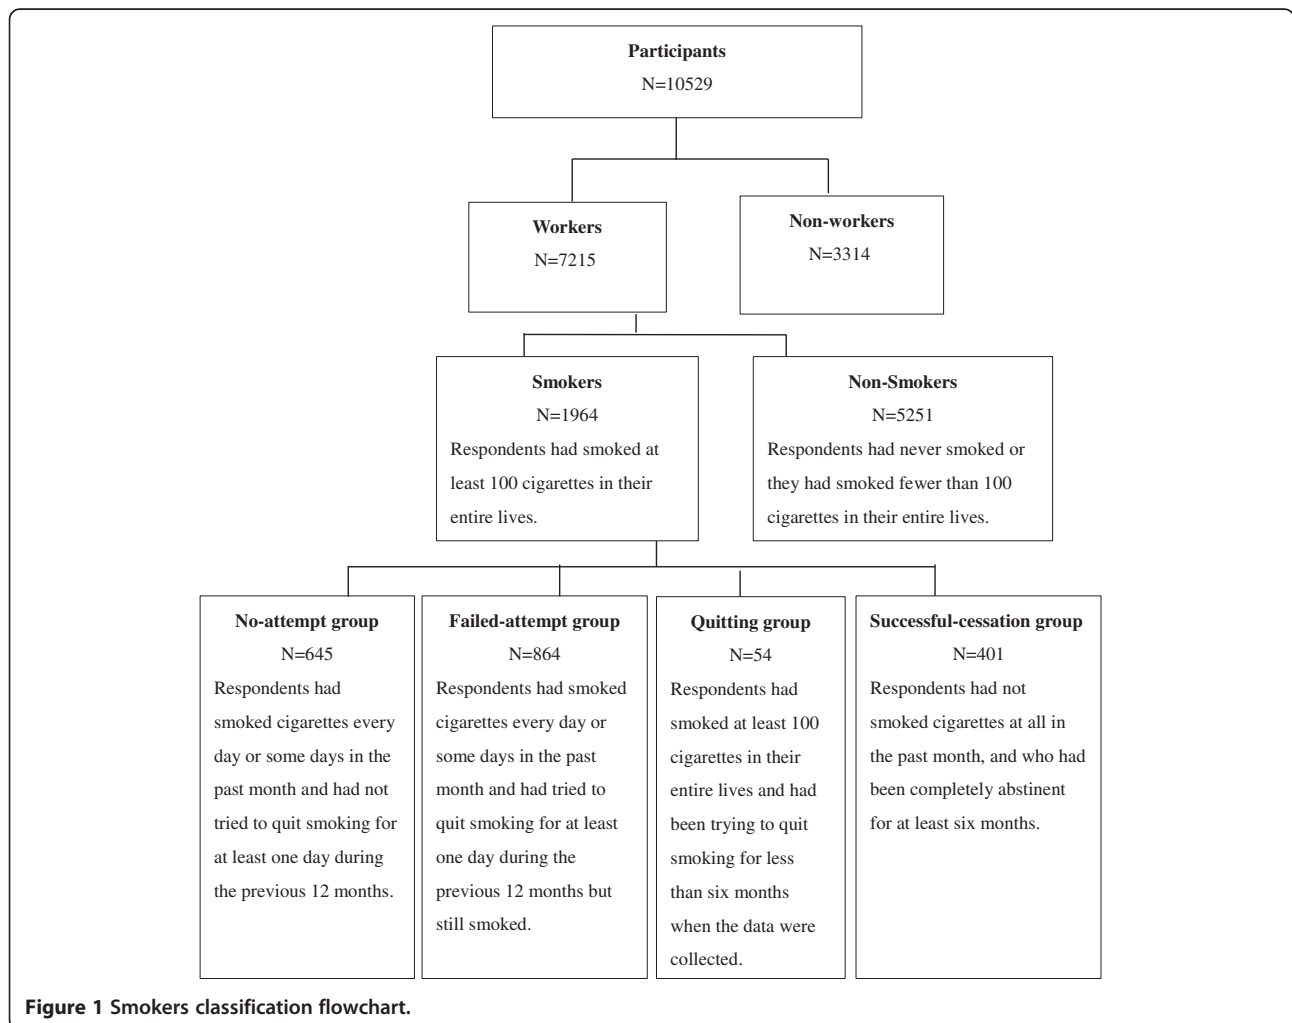 Participants
N=10529
Workers
N=7215
Non-workers
N=3314
Smokers
N=1964
Respondents had smoked at
least 100 cigarettes in their
entire lives.
Non-Smokers
N=5251
Respondents had never smoked or
they had smoked fewer than 100
cigarettes in their entire lives.
No-attempt group
N=645
Respondents had
smoked cigarettes every
day or some days in the
past month and had not
tried to quit smoking for
at least one day during
the previous 12 months.
Failed-attempt group
N=864
Respondents had smoked
cigarettes every day or
some days in the past
month and had tried to
quit smoking for at least
one day during the
previous 12 months but
still smoked.
Quitting group
N=54
Respondents had
smoked at least 100
cigarettes in their
entire lives and had
been trying to quit
smoking for less
than six months
when the data were
collected.
Successful-cessation group
N=401
Respondents had not
smoked cigarettes at all in
the past month, and who had
been completely abstinent
for at least six months.
Figure 1 Smokers classification flowchart.